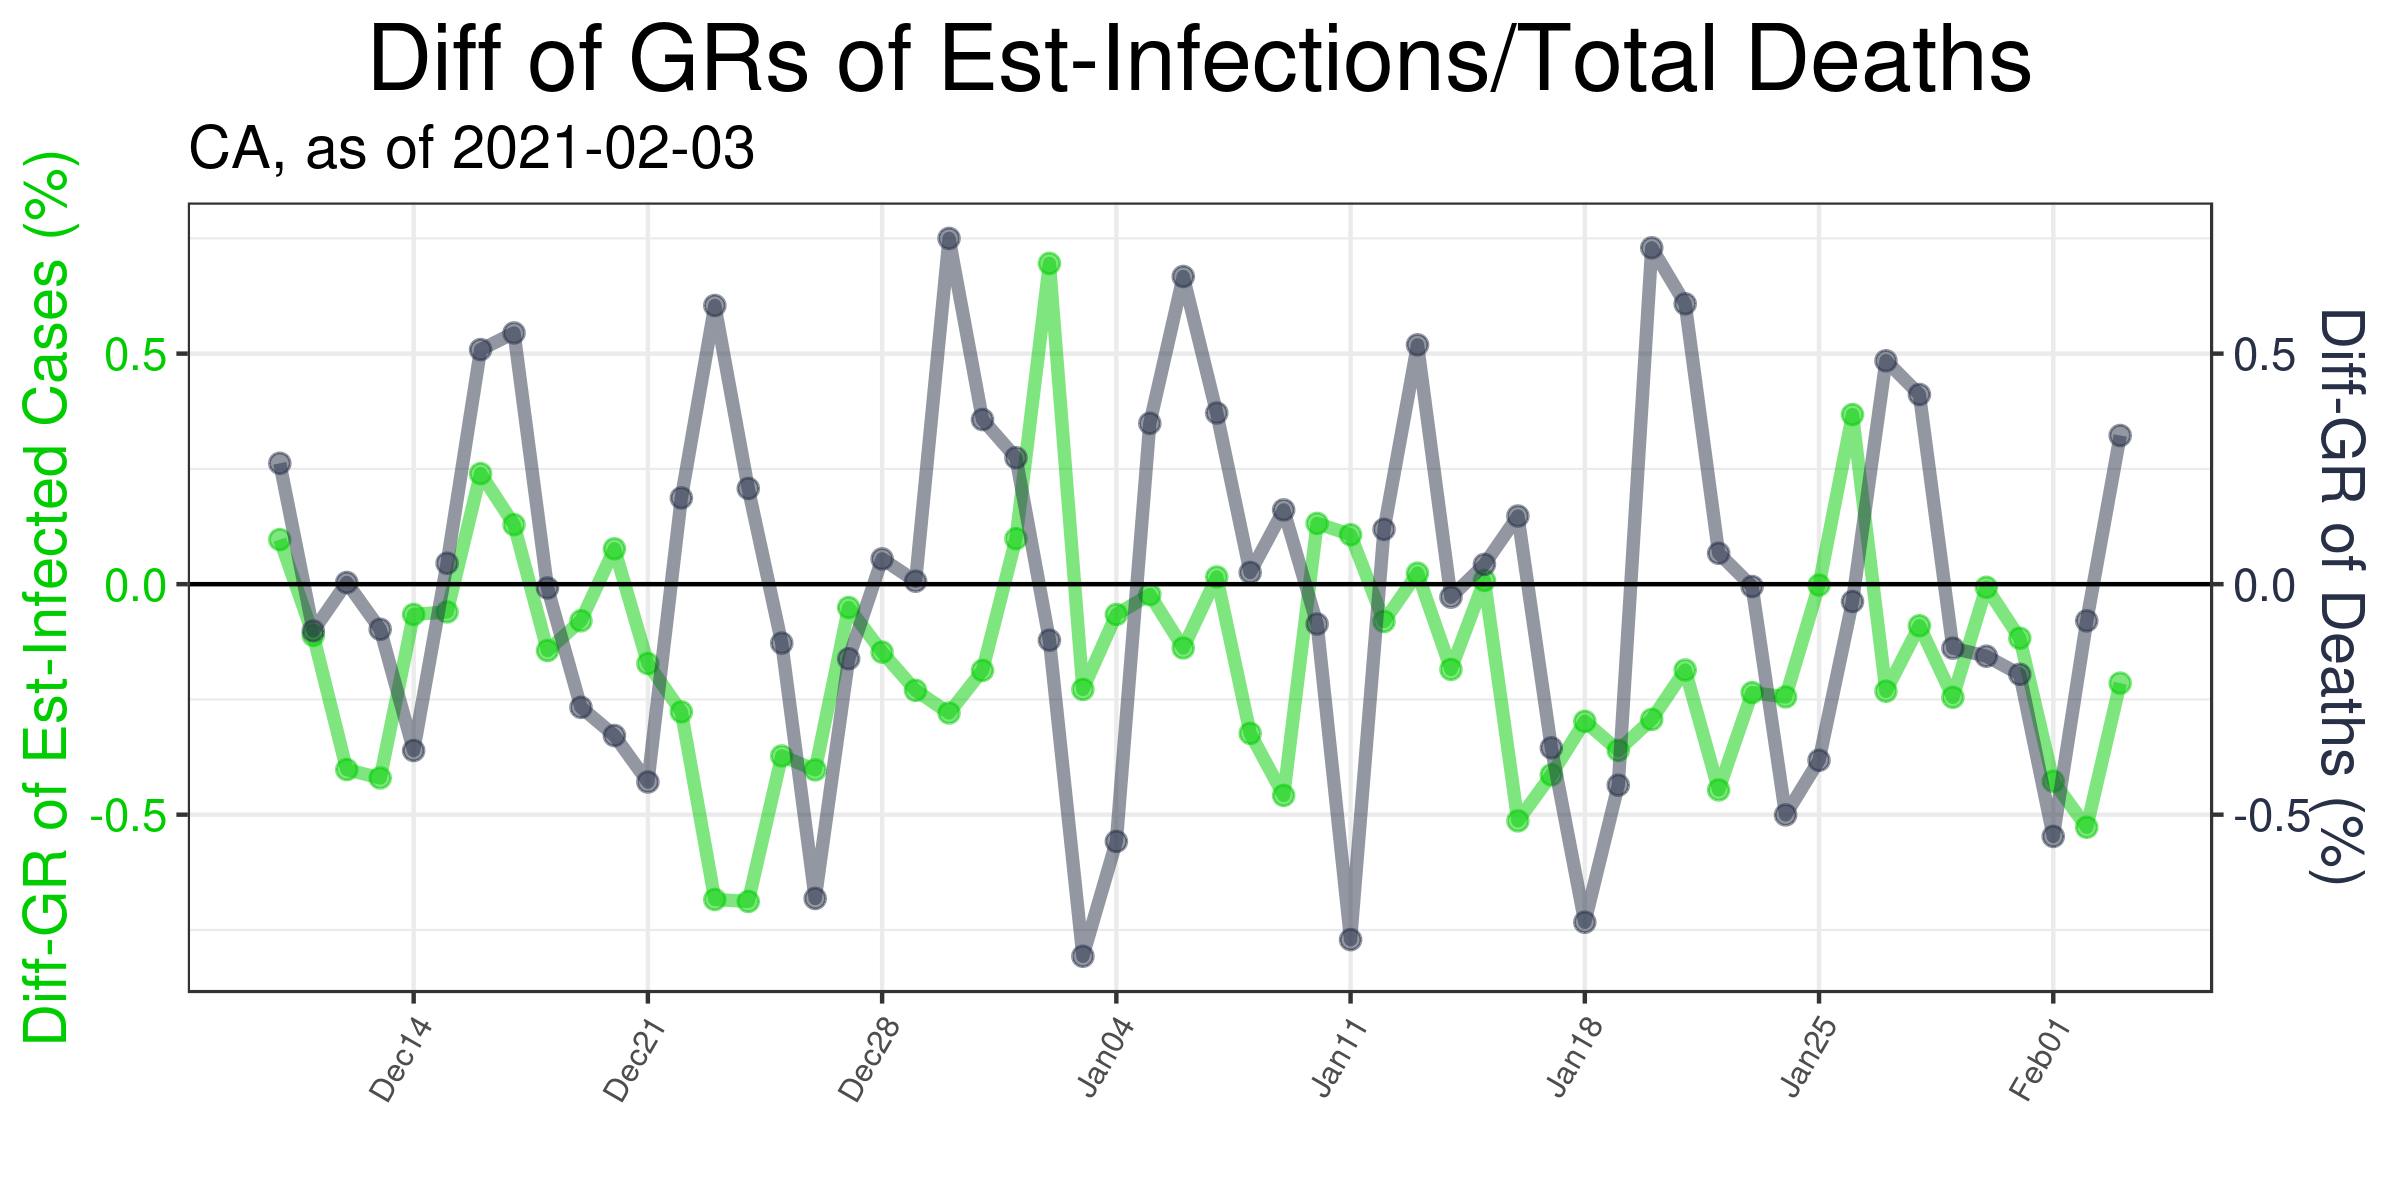 Diff of GRs of Est-Infections/Total Deaths
CA, as of 2021-02-03
Diff-GR of Est-Infected Cases (%)
0.5
0.0
-0.5
0.5
0.0
-0.5
Diff-GR of Deaths (%)
Dec14
Dec21
Dec28
Jan04
Jan11
Jan18
Jan25
Feb01